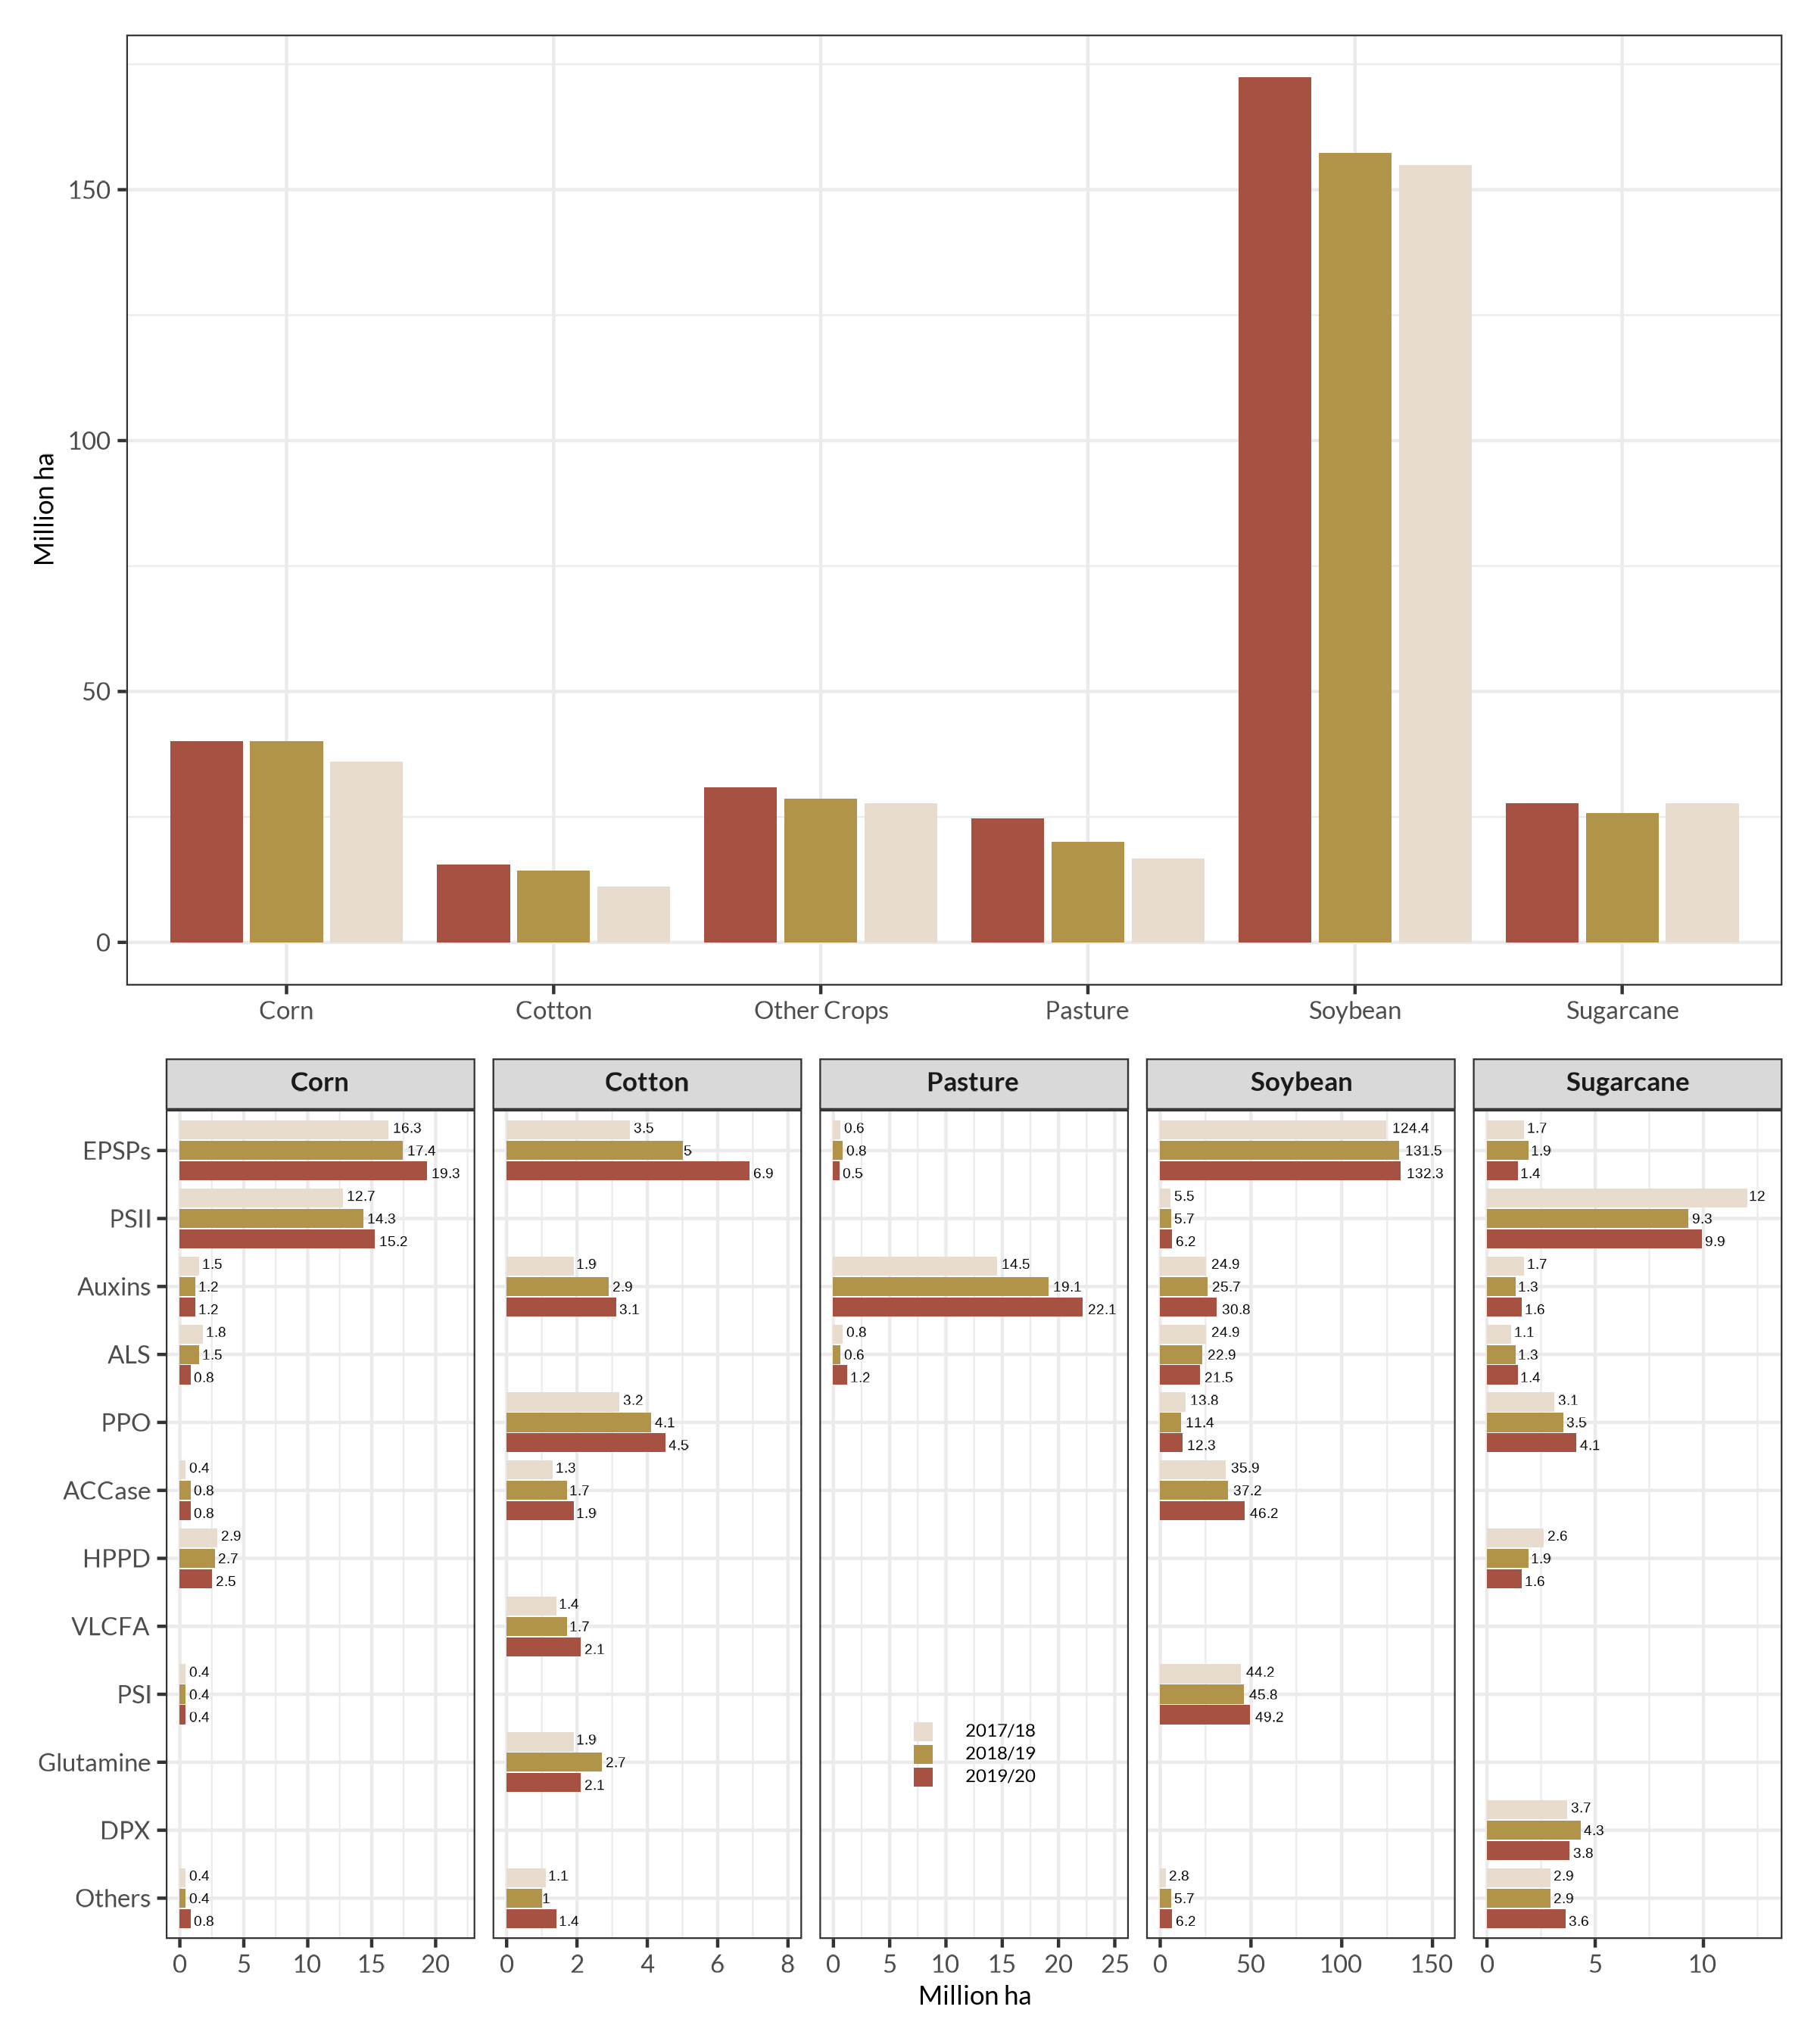 150
100
50
0
Million ha
Corn Cotton Other Crops Pasture Soybean Sugarcane
Corn Cotton Pasture Soybean Sugarcane
16.3 3.5 0.6 124.4 1.7
EPSPs 17.4 5 0.8 131.5 1.9
19.3 6.9 0.5 132.3 1.4
12.7 5.5 12
PSII 14.3 5.7 9.3
15.2 6.2 9.9
1.5 1.9 14.5 24.9 1.7
Auxins 1.2 2.9 19.1 25.7 1.3
1.2 3.1 22.1 30.8 1.6
1.8 0.8 24.9 1.1
ALS 1.5 0.6 22.9 1.3
0.8 1.2 21.5 1.4
3.2 13.8 3.1
PPO 4.1 11.4 3.5
4.5 12.3 4.1
0.4 1.3 35.9
ACCase 0.8 1.7 37.2
0.8 1.9 46.2
2.9 2.6
HPPD 2.7 1.9
2.5 1.6
1.4
VLCFA 1.7
2.1
0.4 44.2
PSI 0.4 45.8
0.4 49.2
2017/18
1.9
Glutamine 2.7 2018/19
2.1 2019/20
3.7
DPX 4.3
3.8
0.4 1.1 2.8 2.9
Others 0.4 1 5.7 2.9
0.8 1.4 6.2 3.6
0 5 10 15 20 0 2 4 6 8 0 5 10 15 20 25 0 50 100 150 0 5 10
Million ha